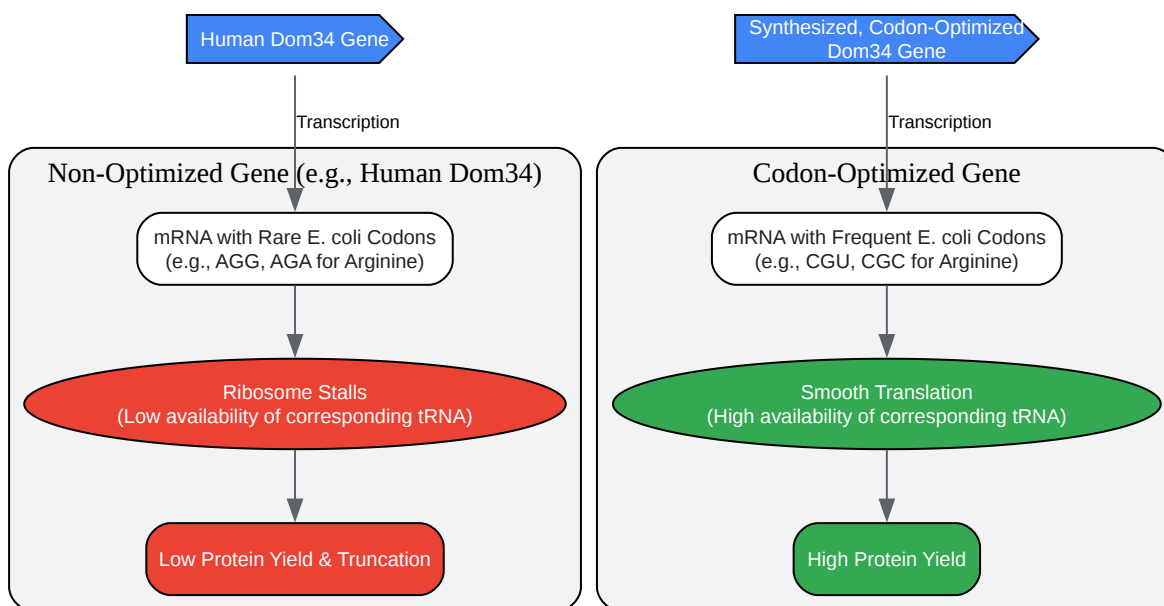 Human Dom34 Gene
Transcription
Non-Optimized Gene (e.g., Human Dom34)
mRNA with Rare E. coli Codons
(e.g., AGG, AGA for Arginine)
Ribosome Stalls
(Low availability of corresponding tRNA)
Low Protein Yield & Truncation
Synthesized, Codon-Optimized
Dom34 Gene
Transcription
Codon-Optimized Gene
mRNA with Frequent E. coli Codons
(e.g., CGU, CGC for Arginine)
Smooth Translation
(High availability of corresponding tRNA)
High Protein Yield